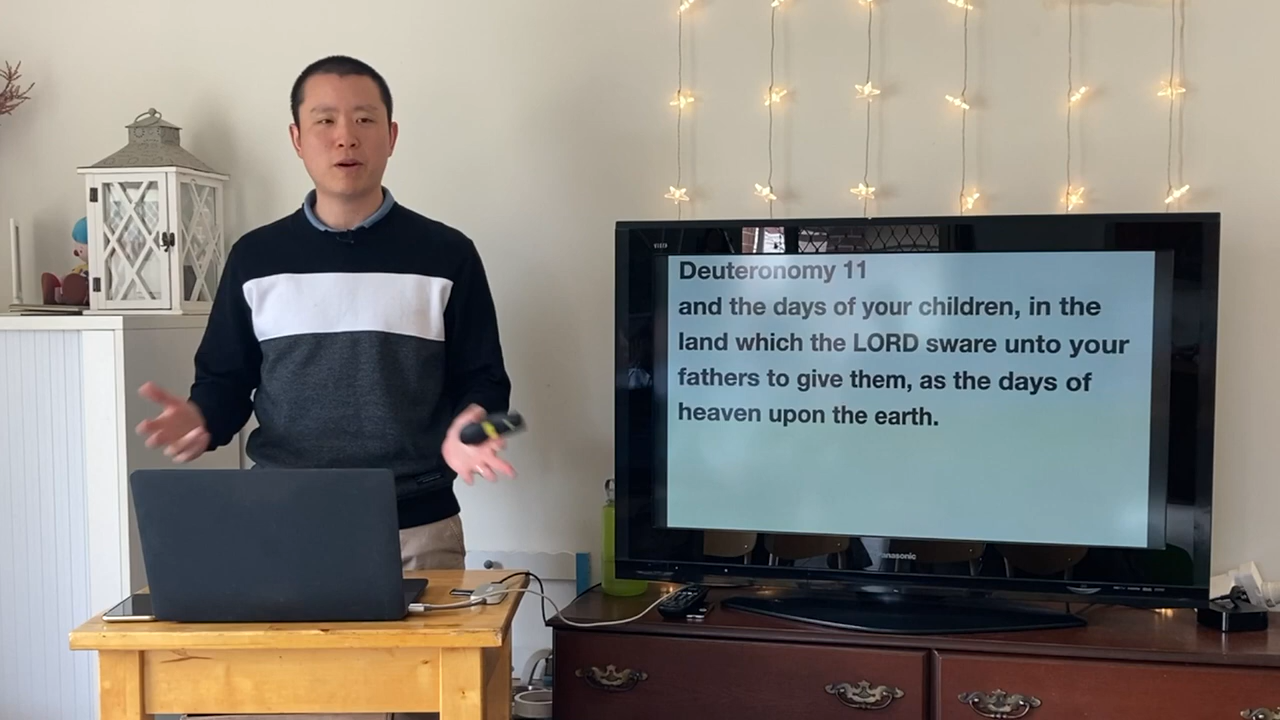 Deuteronomy 11
and the days of your children, in the
land which the LORD sware unto your
fathers to give them, as the days of
heaven upon the earth.
Panasonic